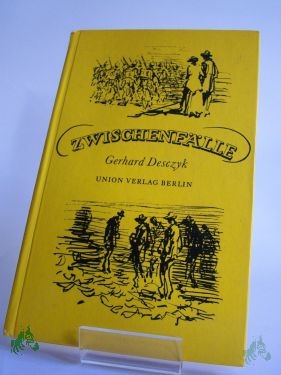 ZWISCHENFÄLLE
Gerhard Desczyk
UNION VERLAG BERLIN